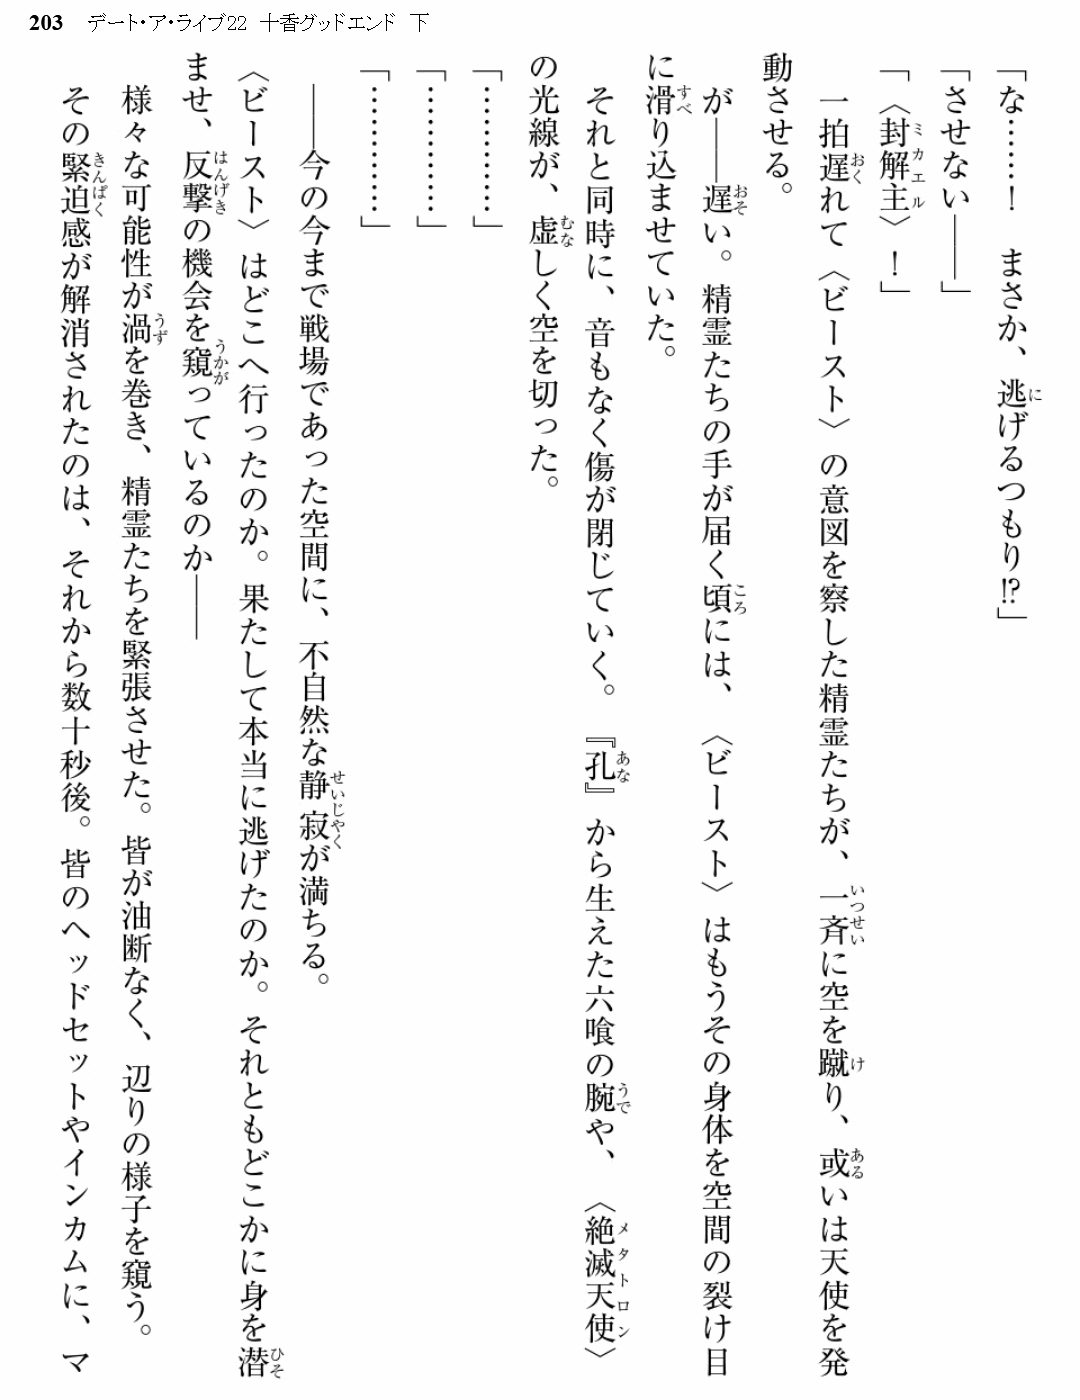 203 デート・ア・ライブ22 十香グッドエンド 下
「な……！　まさか、逃げるつもり!?」
「させない――」
「〈封解主〉！」
一拍遅れて〈ビースト〉の意図を察した精霊たちが、一斉に空を蹴り、或いは天使を発
動させる。
が――遅い。精霊たちの手が届く頃には、〈ビースト〉はもうその身体を空間の裂け目
に滑り込ませていた。
それと同時に、音もなく傷が閉じていく。『孔』から生えた六喰の腕や、〈絶滅天使〉
の光線が、虚しく空を切った。
「…………」
「…………」
「…………」
――今の今まで戦場であった空間に、不自然な静寂が満ちる。
〈ビースト〉はどこへ行ったのか。果たして本当に逃げたのか。それともどこかに身を潜
ませ、反撃の機会を窺っているのか――
様々な可能性が渦を巻き、精霊たちを緊張させた。皆が油断なく、辺りの様子を窺う。
その緊迫感が解消されたのは、それから数十秒後。皆のヘッドセットやインカムに、マ